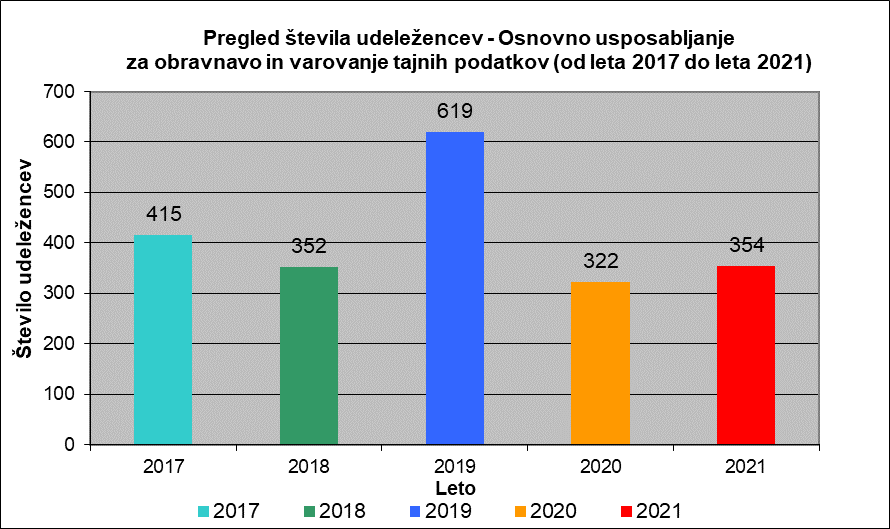 Pregled števila udeležencev - Osnovno usposabljanje
za obravnavo in varovanje tajnih podatkov (od leta 2017 do leta 2021)
Število udeležencev
700
600
500
400
300
200
100
0
415
352
619
322
354
2017 2018 2019 2020 2021
Leto
2017 2018 2019 2020 2021